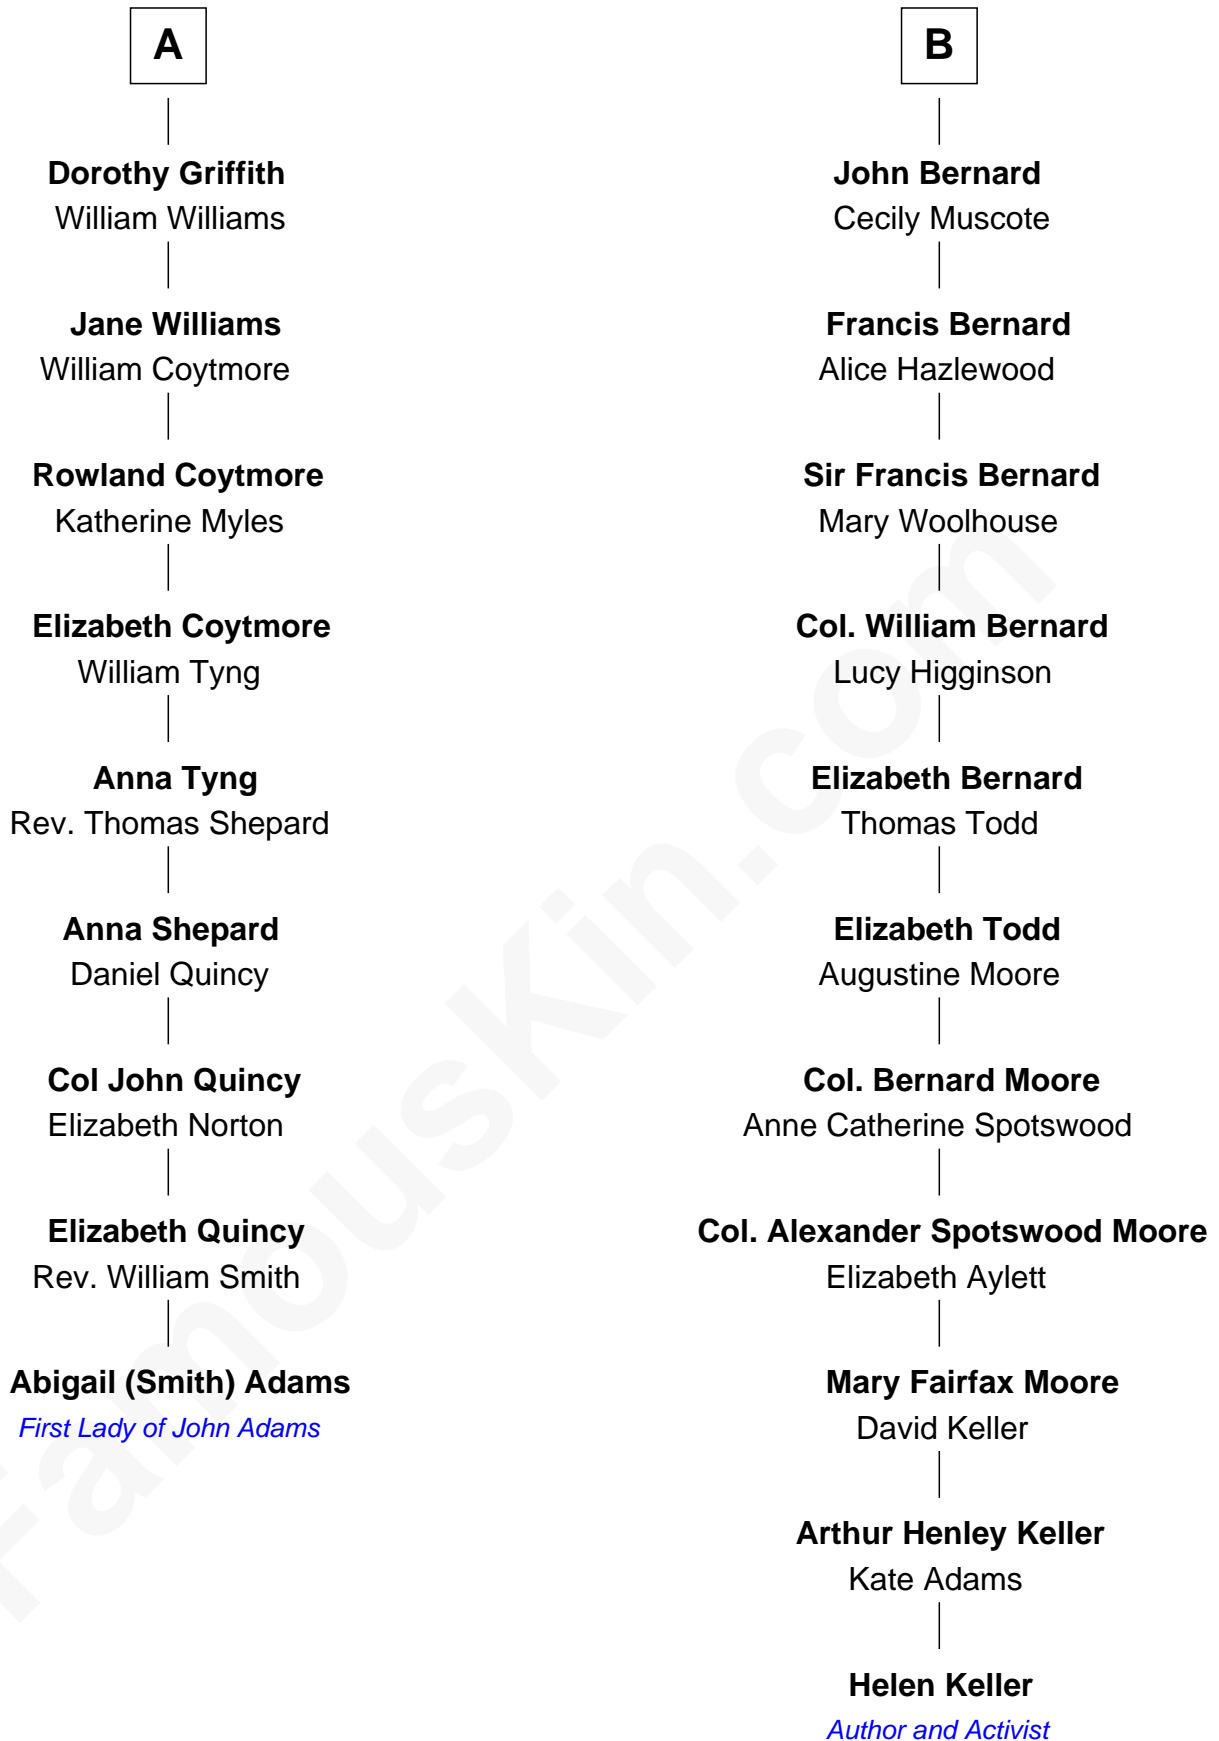 A
Dorothy Griffith
William Williams
Jane Williams
William Coytmore
Rowland Coytmore
Katherine Myles
Elizabeth Coytmore
William Tyng
Anna Tyng
Rev. Thomas Shepard
Anna Shepard
Daniel Quincy
Col John Quincy
Elizabeth Norton
Elizabeth Quincy
Rev. William Smith
Abigail (Smith) Adams
First Lady of John Adams
B
John Bernard
Cecily Muscote
Francis Bernard
Alice Hazlewood
Sir Francis Bernard
Mary Woolhouse
Col. William Bernard
Lucy Higginson
Elizabeth Bernard
Thomas Todd
Elizabeth Todd
Augustine Moore
Col. Bernard Moore
Anne Catherine Spotswood
Col. Alexander Spotswood Moore
Elizabeth Aylett
Mary Fairfax Moore
David Keller
Arthur Henley Keller
Kate Adams
Helen Keller
Author and Activist
FamousKin.com